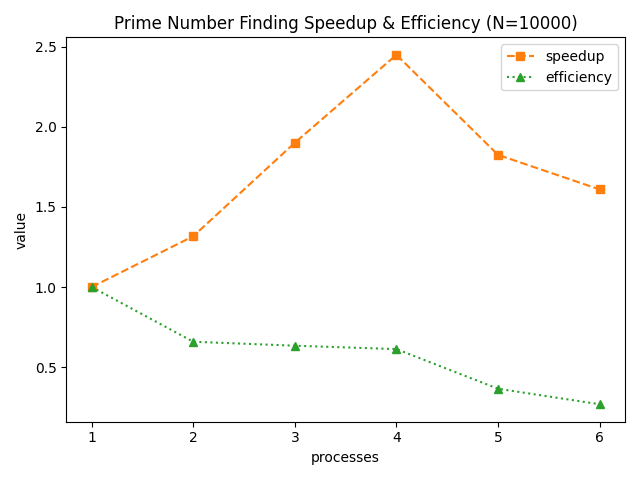 Prime Number Finding Speedup & Efficiency (N=10000)
speedup
efficiency
2.5
2.0
1.5
1.0
0.5
value
1 2 3 4 5 6
processes